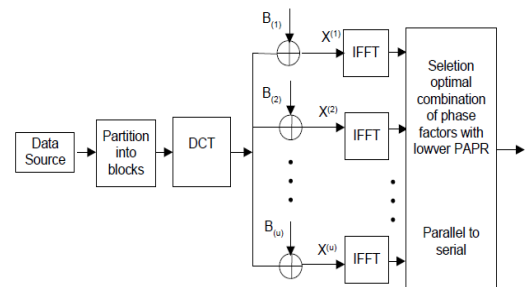 Data
Source
Partition
into
blocks
DCT
B(1)
X(1)
IFFT
B(2)
X(2)
IFFT
B(u)
X(u)
IFFT
Seletion
optimal
combination
of phase
factors with
lowver PAPR
Parallel to
serial